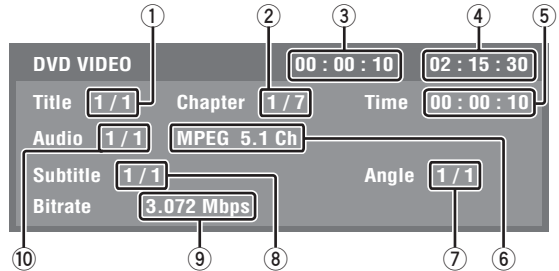 ① ② ③ ④ ⑤
DVD VIDEO 00 : 00 : 10 02 : 15 : 30
Title 1 / 1 Chapter 1 / 7 Time 00 : 00 : 10
Audio 1 / 1 MPEG 5.1 Ch
Subtitle 1 / 1 Angle 1 / 1
Bitrate 3.072 Mbps
⑩ ⑨ ⑧ ⑦ ⑥